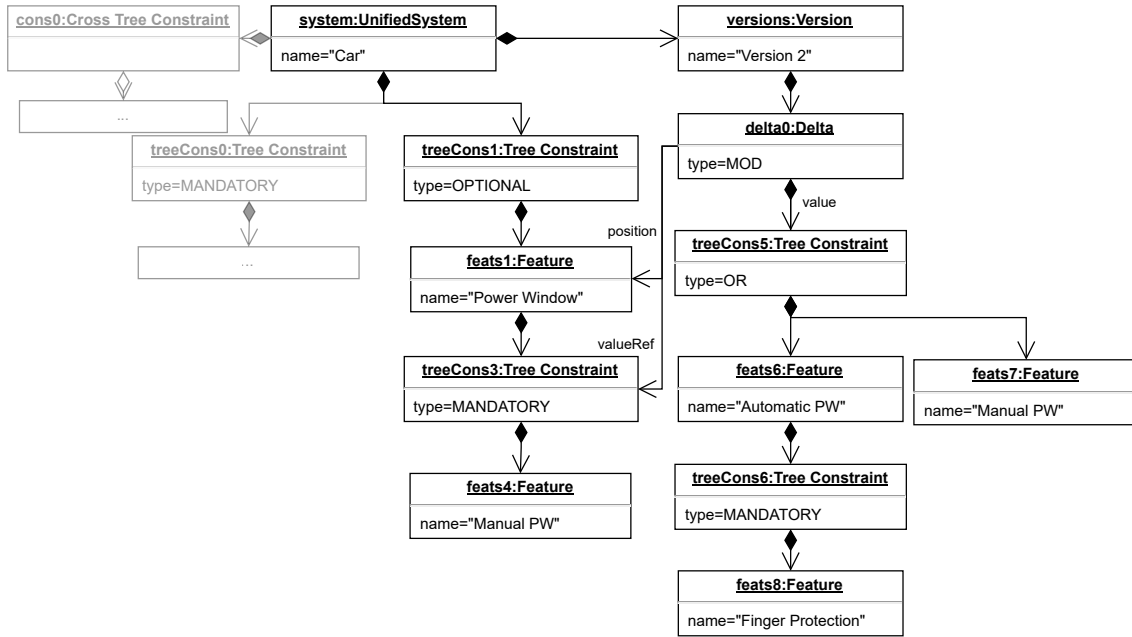 cons0:Cross Tree Constraint
system:UnifiedSystem
name="Car"
versions:Version
name="Version 2"
...
treeCons0:Tree Constraint
type=MANDATORY
...
treeCons1:Tree Constraint
type=OPTIONAL
delta0:Delta
type=MOD
value
position
feats1:Feature
name="Power Window"
treeCons5:Tree Constraint
type=OR
valueRef
treeCons3:Tree Constraint
type=MANDATORY
feats6:Feature
name="Automatic PW"
feats7:Feature
name="Manual PW"
feats4:Feature
name="Manual PW"
treeCons6:Tree Constraint
type=MANDATORY
feats8:Feature
name="Finger Protection"